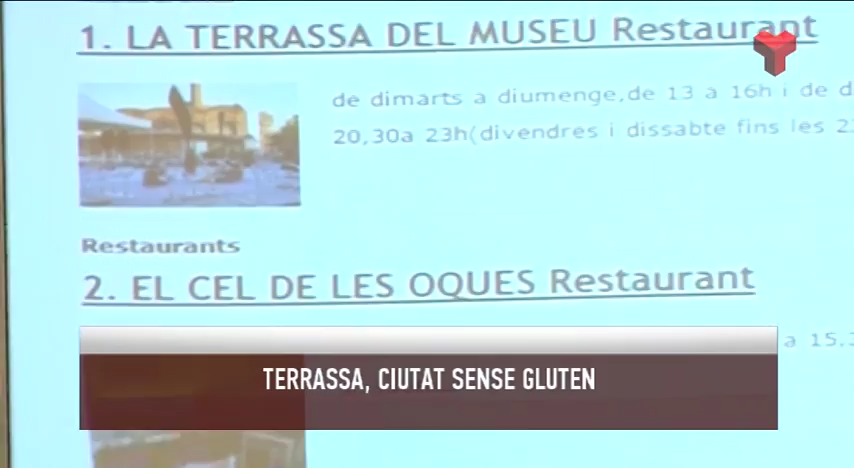 1. LA TERRASSA DEL MUSEU Restaurant
de dimarts a diumenge,de 13 a 16h i de
20,30a 23h(divendres i dissabte fins les
Restaurants
2. EL CEL DE LES OQUES Restaurant
a 15,
TERRASSA, CIUTAT SENSE GLUTEN